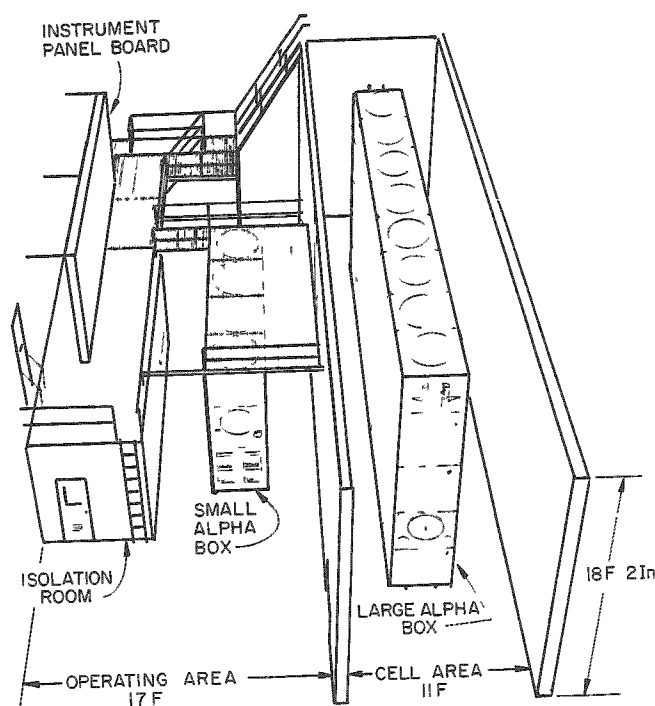 INSTRUMENT
PANEL BOARD
SMALL
ALPHA
BOX
ISOLATION
ROOM
18F 2In
LARGE ALPHA
BOX
OPERATING AREA
17F
CELL AREA
11F